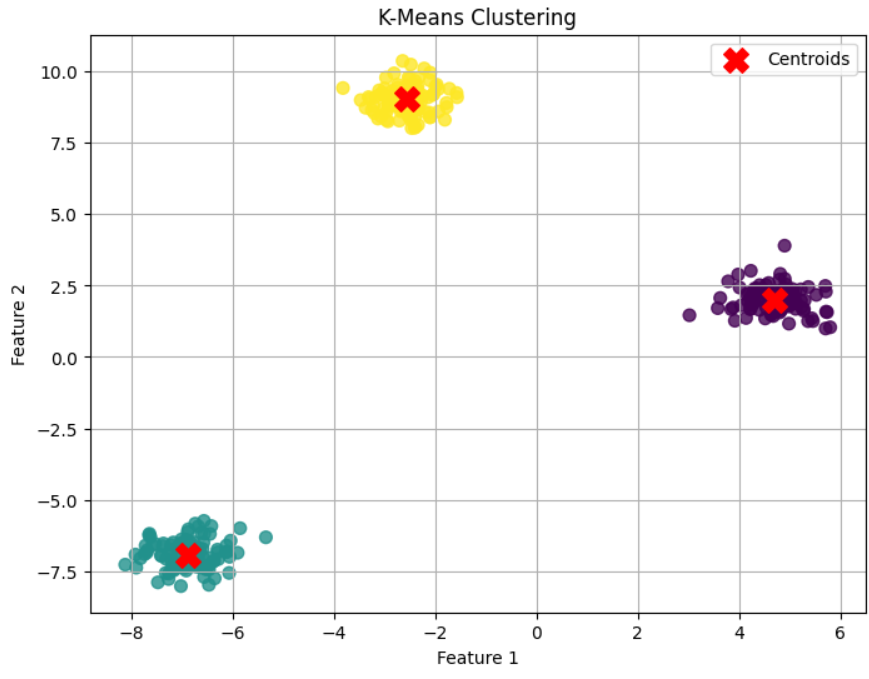 K-Means Clustering
Centroids
10.0
7.5
5.0
2.5
0.0
−2.5
−5.0
−7.5
Feature 2
−8 −6 −4 −2 0 2 4 6
Feature 1